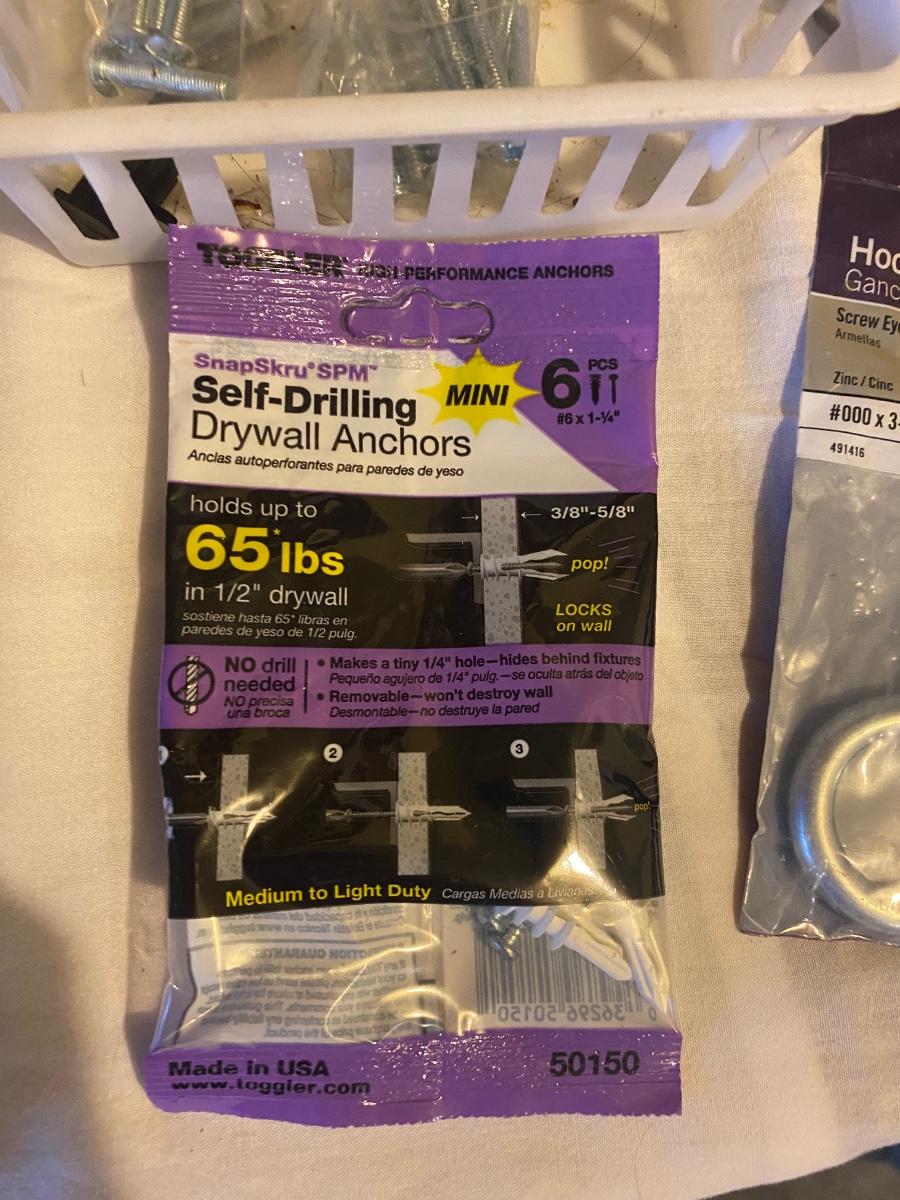 TOGGLER® HIGH-PERFORMANCE ANCHORS
SnapSkru® SPM™
Self-Drilling
Drywall Anchors
Anclas autoperforantes para paredes de yeso
MINI
6 PCS
#6 x 1-¼"
holds up to
65* lbs
in 1/2" drywall
sostiene hasta 65* libras en
paredes de yeso de 1/2 pulg.
3/8"-5/8"
pop!
LOCKS
on wall
NO drill
needed
NO precisa
una broca
• Makes a tiny 1/4" hole—hides behind fixtures
Pequeño agujero de 1/4" pulg.—se oculta atrás del objeto
• Removable—won't destroy wall
Desmontable—no destruye la pared
2
3
pop!
Medium to Light Duty Cargas Medias a Livianas
0 36296 50150
Made in USA
www.toggler.com
50150
Screw Ey
Armellas
Zinc / Cinc
#000 x 3-
491416